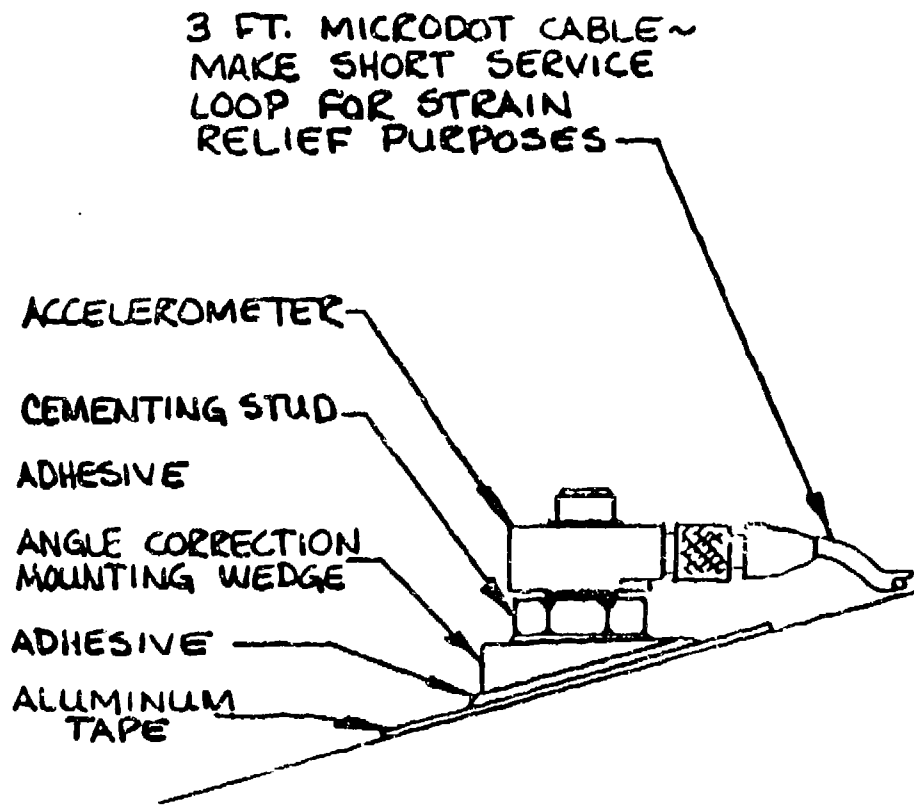 3 FT. MICRODOT CABLE~
MAKE SHORT SERVICE
LOOP FOR STRAIN
RELIEF PURPOSES
ACCELEROMETER
CEMENTING STUD
ADHESIVE
ANGLE CORRECTION
MOUNTING WEDGE
ADHESIVE
ALUMINUM
TAPE